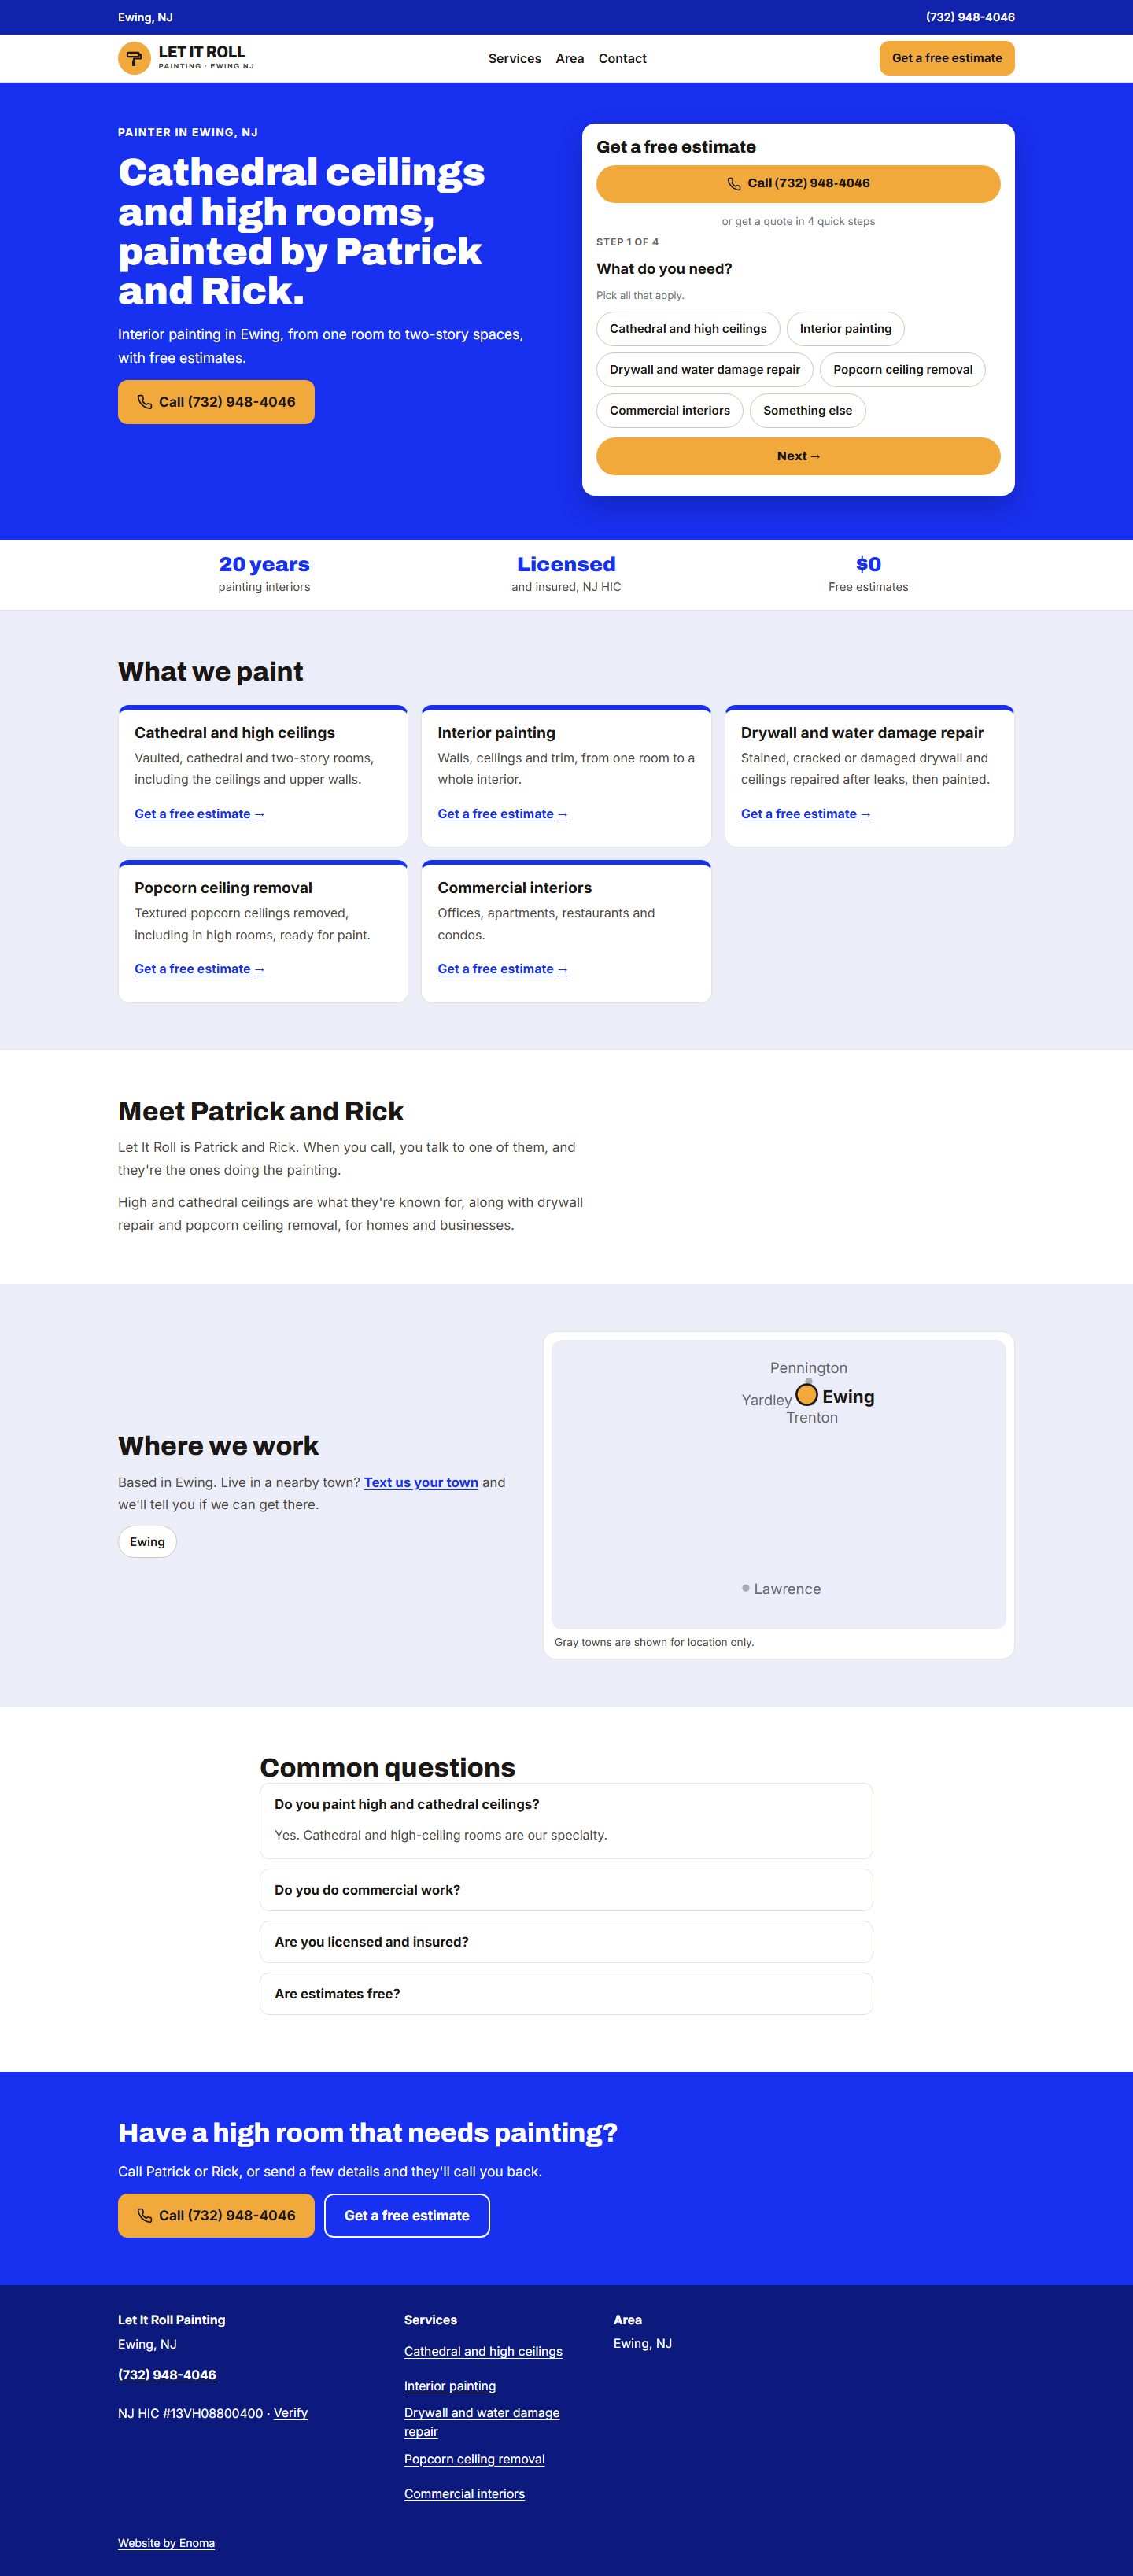 Ewing, NJ
(732) 948-4046
LET IT ROLL
PAINTING · EWING NJ
Services
Area
Contact
Get a free estimate
PAINTER IN EWING, NJ
Cathedral ceilings
and high rooms,
painted by Patrick
and Rick.
Interior painting in Ewing, from one room to two-story spaces,
with free estimates.
Call (732) 948-4046
Get a free estimate
Call (732) 948-4046
or get a quote in 4 quick steps
STEP 1 OF 4
What do you need?
Pick all that apply.
Cathedral and high ceilings
Interior painting
Drywall and water damage repair
Popcorn ceiling removal
Commercial interiors
Something else
Next →
20 years
painting interiors
Licensed
and insured, NJ HIC
$0
Free estimates
What we paint
Cathedral and high ceilings
Vaulted, cathedral and two-story rooms,
including the ceilings and upper walls.
Get a free estimate →
Interior painting
Walls, ceilings and trim, from one room to a
whole interior.
Get a free estimate →
Drywall and water damage repair
Stained, cracked or damaged drywall and
ceilings repaired after leaks, then painted.
Get a free estimate →
Popcorn ceiling removal
Textured popcorn ceilings removed,
including in high rooms, ready for paint.
Get a free estimate →
Commercial interiors
Offices, apartments, restaurants and
condos.
Get a free estimate →
Meet Patrick and Rick
Let It Roll is Patrick and Rick. When you call, you talk to one of them, and
they're the ones doing the painting.
High and cathedral ceilings are what they're known for, along with drywall
repair and popcorn ceiling removal, for homes and businesses.
Where we work
Based in Ewing. Live in a nearby town? Text us your town and
we'll tell you if we can get there.
Ewing
Pennington
Yardley
Ewing
Trenton
Lawrence
Gray towns are shown for location only.
Common questions
Do you paint high and cathedral ceilings?
Yes. Cathedral and high-ceiling rooms are our specialty.
Do you do commercial work?
Are you licensed and insured?
Are estimates free?
Have a high room that needs painting?
Call Patrick or Rick, or send a few details and they'll call you back.
Call (732) 948-4046
Get a free estimate
Let It Roll Painting
Ewing, NJ
(732) 948-4046
NJ HIC #13VH08800400 · Verify
Services
Cathedral and high ceilings
Interior painting
Drywall and water damage
repair
Popcorn ceiling removal
Commercial interiors
Area
Ewing, NJ
Website by Enoma